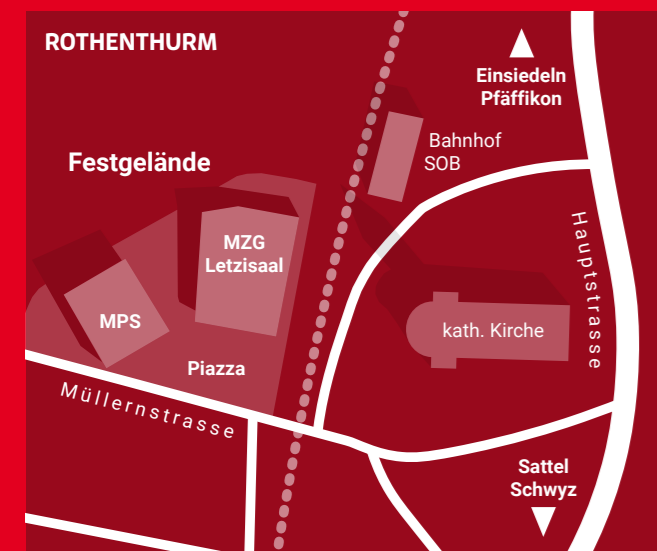 ROTHENTHURM
Einsiedeln
Pfäffikon
Bahnhof
SOB
Festgelände
MZG
Letzisaal
MPS
kath. Kirche
Hauptstrasse
Piazza
Müllernstrasse
Sattel
Schwyz